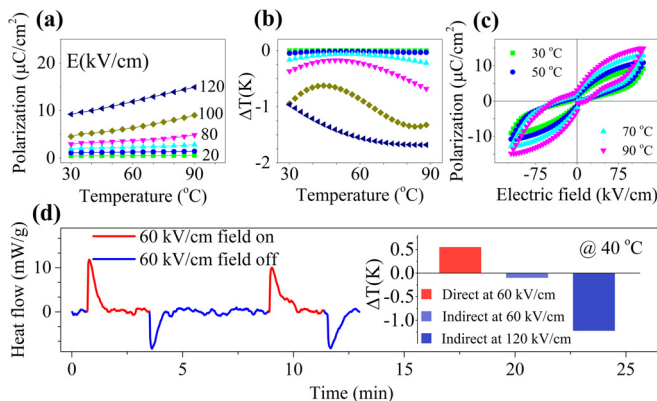 (a)
Polarization (μC/cm²)
E(kV/cm)
20
10
0
120
100
80
20
30
60
90
Temperature (°C)
(b)
ΔT(K)
0
-1
-2
30
60
90
Temperature (°C)
(c)
Polarization (μC/cm²)
10
0
-10
30 °C
50 °C
70 °C
90 °C
-75
0
75
Electric field (kV/cm)
(d)
Heat flow (mW/g)
10
0
60 kV/cm field on
60 kV/cm field off
@ 40 °C
ΔT(K)
0.5
0.0
-0.5
-1.0
Direct at 60 kV/cm
Indirect at 60 kV/cm
Indirect at 120 kV/cm
0
5
10
15
20
25
Time (min)